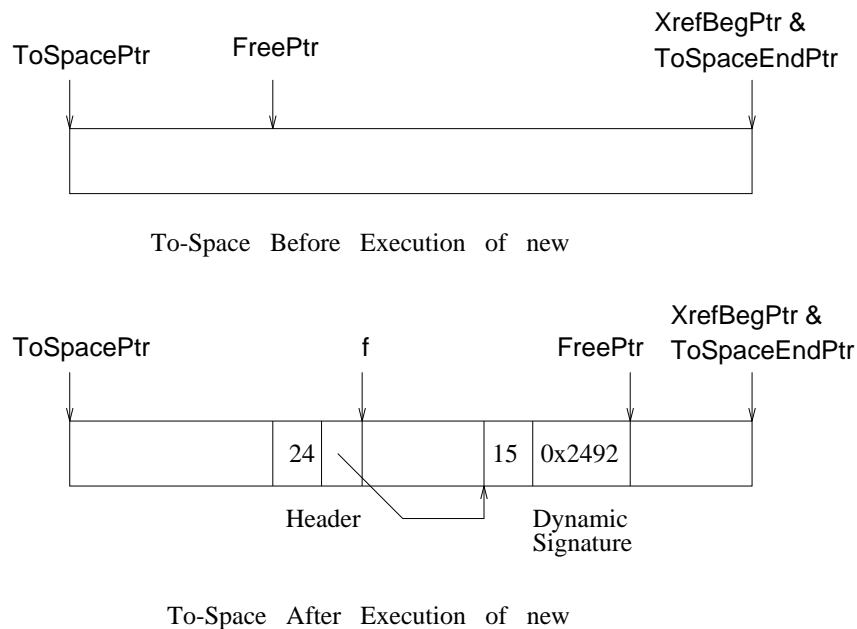 XrefBegPtr &
ToSpacePtr FreePtr ToSpaceEndPtr
To-Space Before Execution of new
XrefBegPtr &
ToSpacePtr f FreePtr ToSpaceEndPtr
24 15 0x2492
Header Dynamic
Signature
To-Space After Execution of new